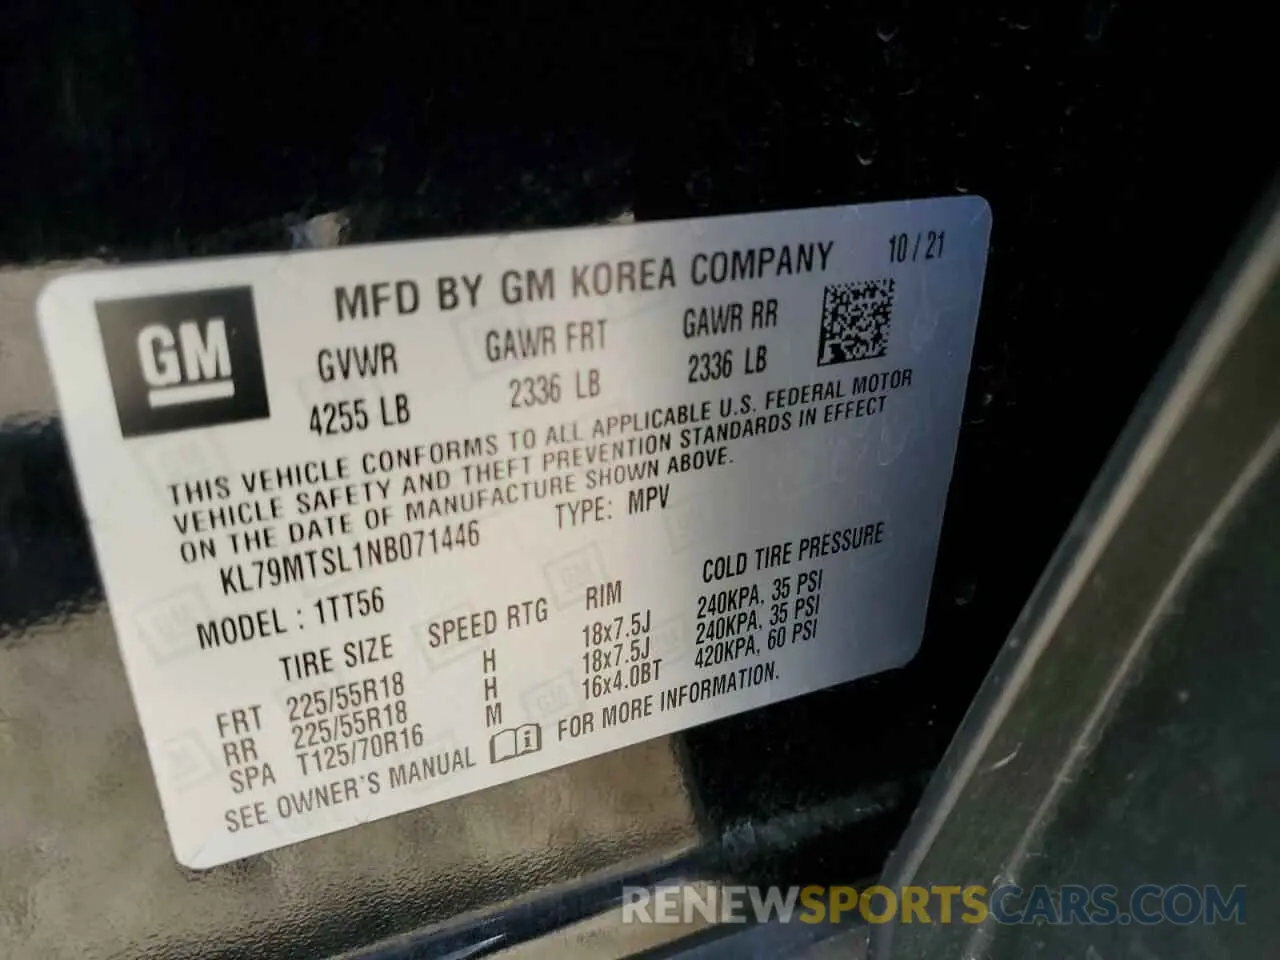 MFD BY GM KOREA COMPANY 10/21
GM
GVWR GAWR FRT GAWR RR
4255 LB 2336 LB 2336 LB
THIS VEHICLE CONFORMS TO ALL APPLICABLE U.S. FEDERAL MOTOR
VEHICLE SAFETY AND THEFT PREVENTION STANDARDS IN EFFECT
ON THE DATE OF MANUFACTURE SHOWN ABOVE.
KL79MTSL1NB071446 TYPE: MPV
MODEL: 1TT56
TIRE SIZE SPEED RTG RIM COLD TIRE PRESSURE
FRT 225/55R18 H 18x7.5J 240KPA, 35 PSI
RR 225/55R18 H 18x7.5J 240KPA, 35 PSI
SPA T125/70R16 M 16x4.0BT 420KPA, 60 PSI
SEE OWNER'S MANUAL FOR MORE INFORMATION.
RENEWSPORTSCARS.COM